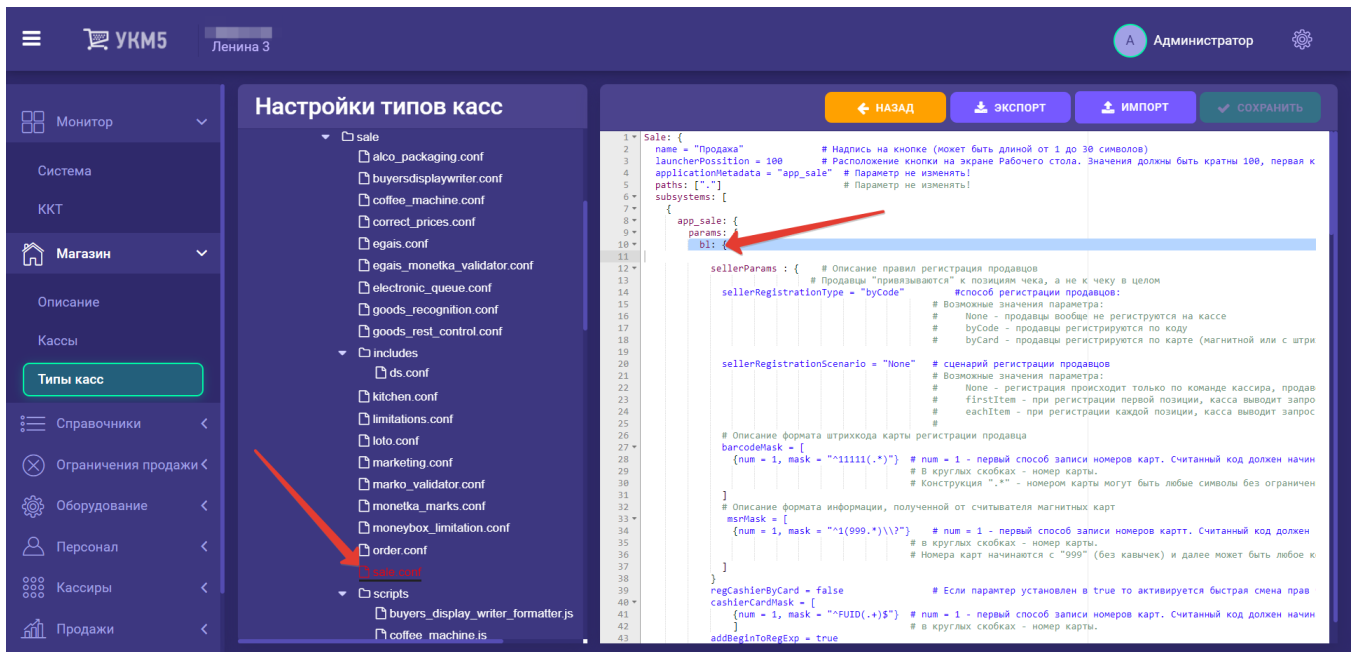 УКМ5
Ленина 3
А
Администратор
Монитор
Система
ККТ
Магазин
Описание
Кассы
Типы касс
Справочники
Ограничения продажи
Оборудование
Персонал
Кассиры
Продажи
Настройки типов касс
sale
alco_packaging.conf
buyersdisplaywriter.conf
coffee_machine.conf
correct_prices.conf
egais.conf
egais_monetka_validator.conf
electronic_queue.conf
goods_recognition.conf
goods_rest_control.conf
includes
ds.conf
kitchen.conf
limitations.conf
loto.conf
marketing.conf
marko_validator.conf
monetka_marks.conf
moneybox_limitation.conf
order.conf
sale.conf
scripts
buyers_display_writer_formatter.js
coffee_machine.js
НАЗАД
ЭКСПОРТ
ИМПОРТ
СОХРАНИТЬ
1 Sale: {
2 name = "Продажа" # Надпись на кнопке (может быть длиной от 1 до 30 символов)
3 launcherPossition = 100 # Расположение кнопки на экране Рабочего стола. Значения должны быть кратны 100, первая к
4 applicationMetadata = "app_sale" # Параметр не изменять!
5 paths: ["."] # Параметр не изменять!
6 subsystems: [
7 {
8 app_sale: {
9 params: {
10 bl: {
11
12 sellerParams : { # Описание правил регистрация продавцов
13 # Продавцы "привязываются" к позициям чека, а не к чеку в целом
14 sellerRegistrationType = "byCode" #способ регистрации продавцов:
15 # Возможные значения параметра:
16 # None - продавцы вообще не региструются на кассе
17 # byCode - продавцы регистрируются по коду
18 # byCard - продавцы регистрируются по карте (магнитной или с штри
19
20 sellerRegistrationScenario = "None" # сценарий регистрации продавцов
21 # Возможные значения параметра:
22 # None - регистрация происходит только по команде кассира, продав
23 # firstItem - при регистрации первой позиции, касса выводит запро
24 # eachItem - при регистрации каждой позиции, касса выводит запрос
25 #
26 # Описание формата штрихкода карты регистрации продавца
27 barcodeMask = [
28 {num = 1, mask = "^11111(.*)"} # num = 1 - первый способ записи номеров карт. Считанный код должен начин
29 # В круглых скобках - номер карты.
30 # Конструкция ".*" - номером карты могут быть любые символы без ограничен
31 ]
32 # Описание формата информации, полученной от считывателя магнитных карт
33 msrMask = [
34 {num = 1, mask = "^1(999.*)\\?"} # num = 1 - первый способ записи номеров картт. Считанный код должен
35 # в круглых скобках - номер карты.
36 # Номера карт начинаются с "999" (без кавычек) и далее может быть любое к
37 ]
38 }
39 regCashierByCard = false # Если парамтер установлен в true то активируется быстрая смена прав
40 cashierCardMask = [
41 {num = 1, mask = "^FUID(.+)$"} # num = 1 - первый способ записи номеров карт. Считанный код должен начин
42 ] # в круглых скобках - номер карты.
43 addBeginToRegExp = true